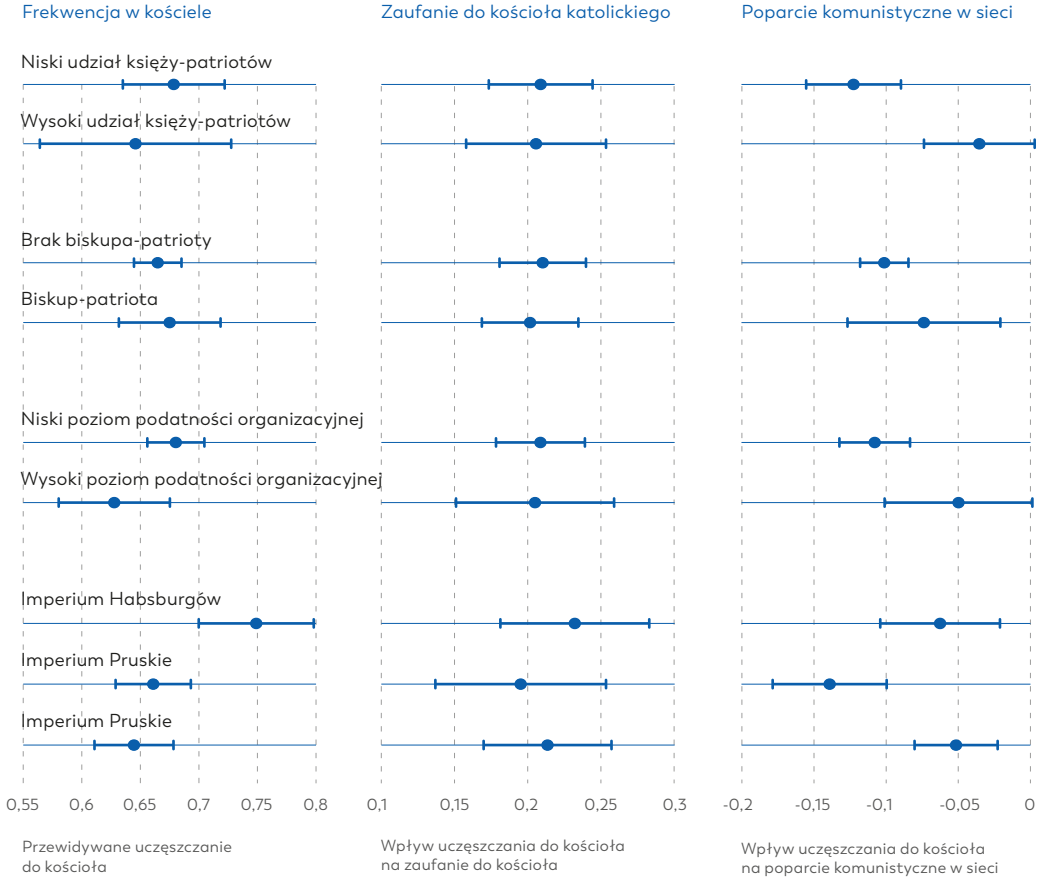 Frekwencja w kościele
Zaufanie do kościoła katolickiego
Poparcie komunistyczne w sieci
Niski udział księży-patriotów
Wysoki udział księży-patriotów
Brak biskupa-patrioty
Biskup-patriota
Niski poziom podatności organizacyjnej
Wysoki poziom podatności organizacyjnej
Imperium Habsburgów
Imperium Pruskie
Imperium Pruskie
0,55 0,6 0,65 0,7 0,75 0,8
0,1 0,15 0,2 0,25 0,3
-0,2 -0,15 -0,1 -0,05 0
Przewidywane uczęszczanie
do kościoła
Wpływ uczęszczania do kościoła
na zaufanie do kościoła
Wpływ uczęszczania do kościoła
na poparcie komunistyczne w sieci